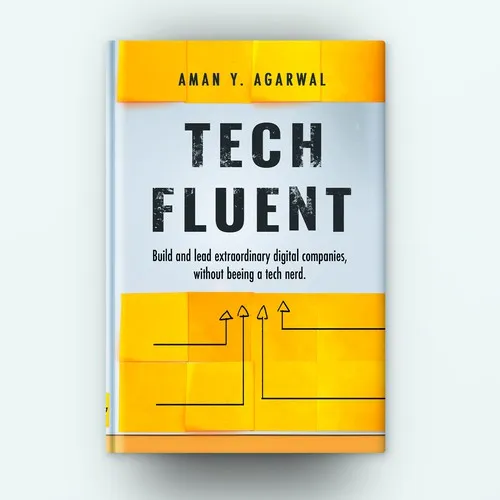 AMAN Y. AGARWAL
TECH
FLUENT
Build and lead extraordinary digital companies,
without beeing a tech nerd.